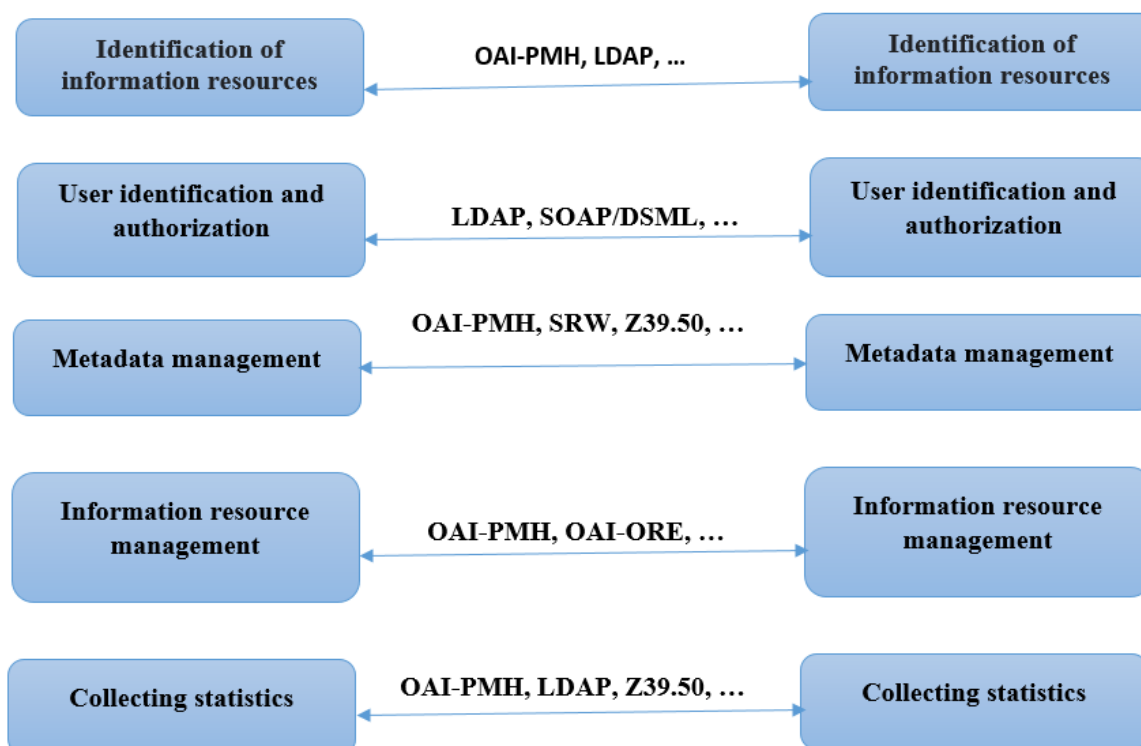 Identification of
information resources
OAI-PMH, LDAP, ...
Identification of
information resources
User identification and
authorization
LDAP, SOAP/DSML, …
User identification and
authorization
Metadata management
OAI-PMH, SRW, Z39.50, …
Metadata management
Information resource
management
OAI-PMH, OAI-ORE, …
Information resource
management
Collecting statistics
OAI-PMH, LDAP, Z39.50, …
Collecting statistics